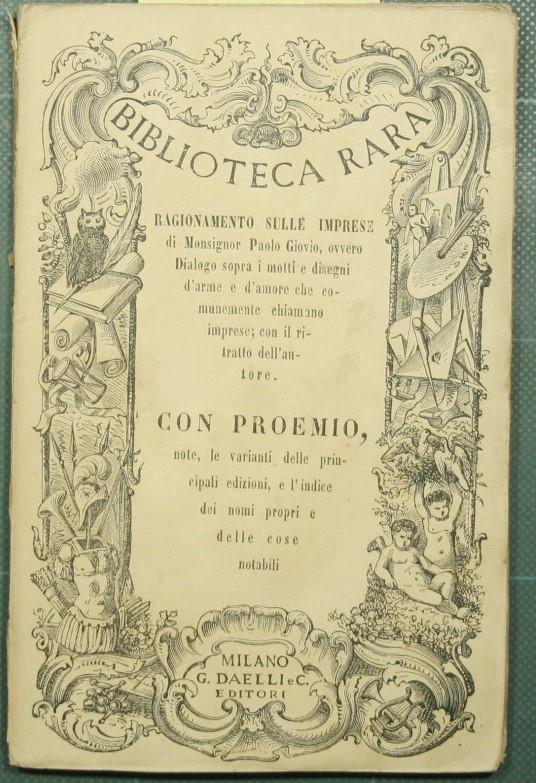 BIBLIOTECA RARA
RAGIONAMENTO SULLE IMPRESE
di Monsignor Paolo Giovio, ovvero
Dialogo sopra i motti e disegni
d'arme e d'amore che co-
munemente chiamano
imprese; con il ri-
tratto dell'au-
tore.
CON PROEMIO,
note, le varianti delle prin-
cipali edizioni, e l'indice
dei nomi propri e
delle cose
notabili
MILANO
G. DAELLI e C.
EDITORI